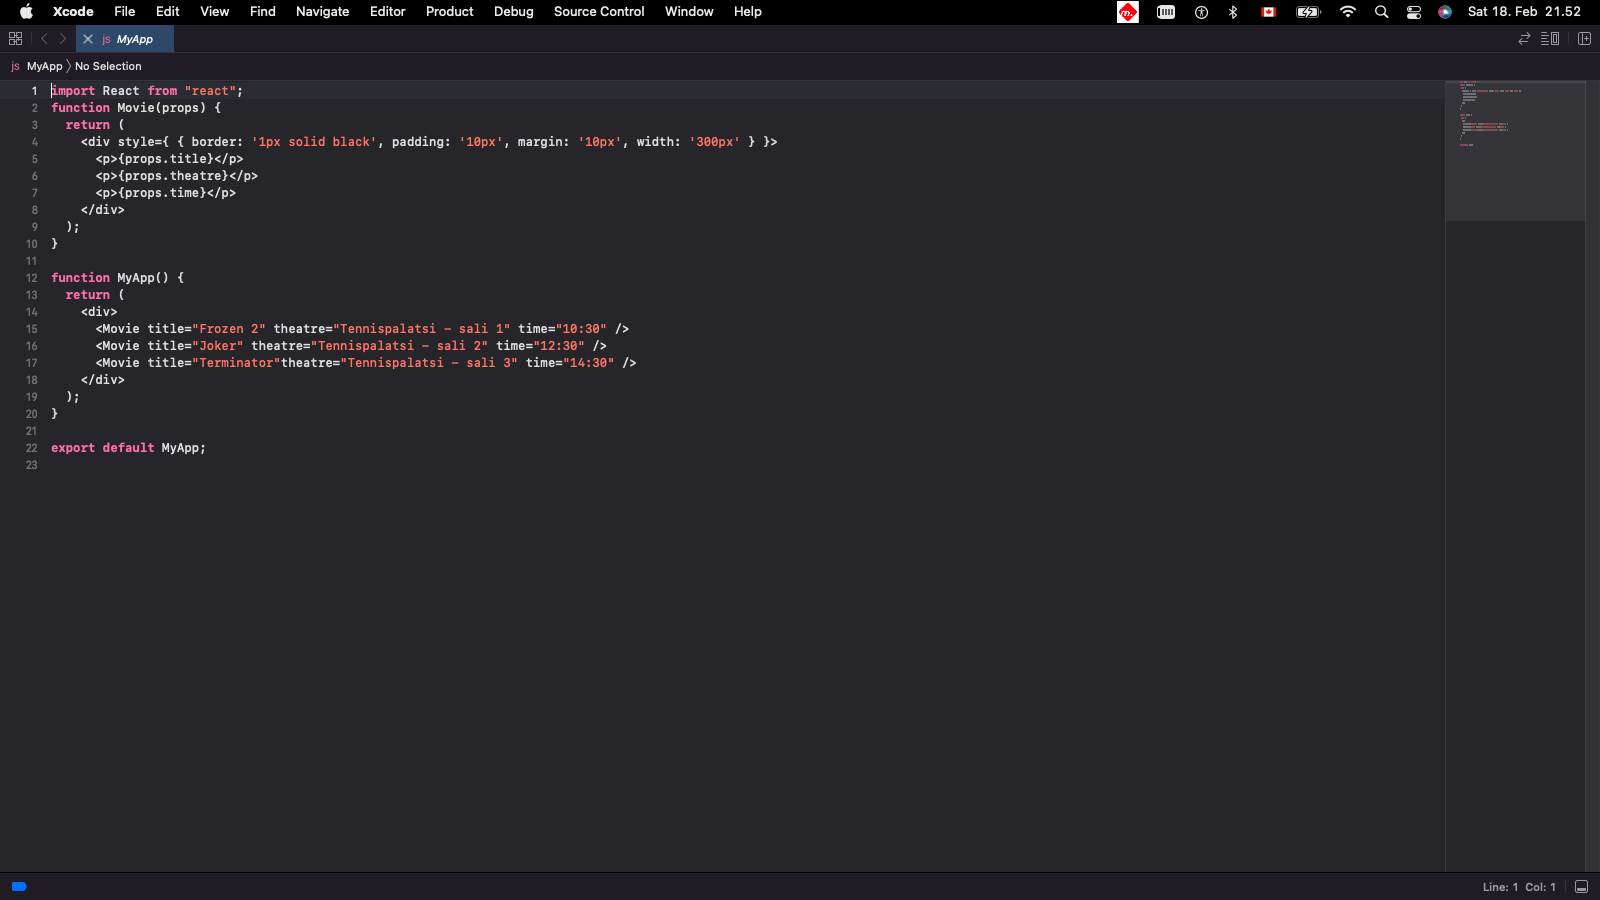 Xcode File Edit View Find Navigate Editor Product Debug Source Control Window Help m. Sat 18. Feb 21.52
js MyApp
js MyApp No Selection
1 import React from "react";
2 function Movie(props) {
3 return (
4 <div style={ { border: '1px solid black', padding: '10px', margin: '10px', width: '300px' } }>
5 <p>{props.title}</p>
6 <p>{props.theatre}</p>
7 <p>{props.time}</p>
8 </div>
9 );
10 }
11
12 function MyApp() {
13 return (
14 <div>
15 <Movie title="Frozen 2" theatre="Tennispalatsi – sali 1" time="10:30" />
16 <Movie title="Joker" theatre="Tennispalatsi – sali 2" time="12:30" />
17 <Movie title="Terminator"theatre="Tennispalatsi – sali 3" time="14:30" />
18 </div>
19 );
20 }
21
22 export default MyApp;
23
Line: 1 Col: 1